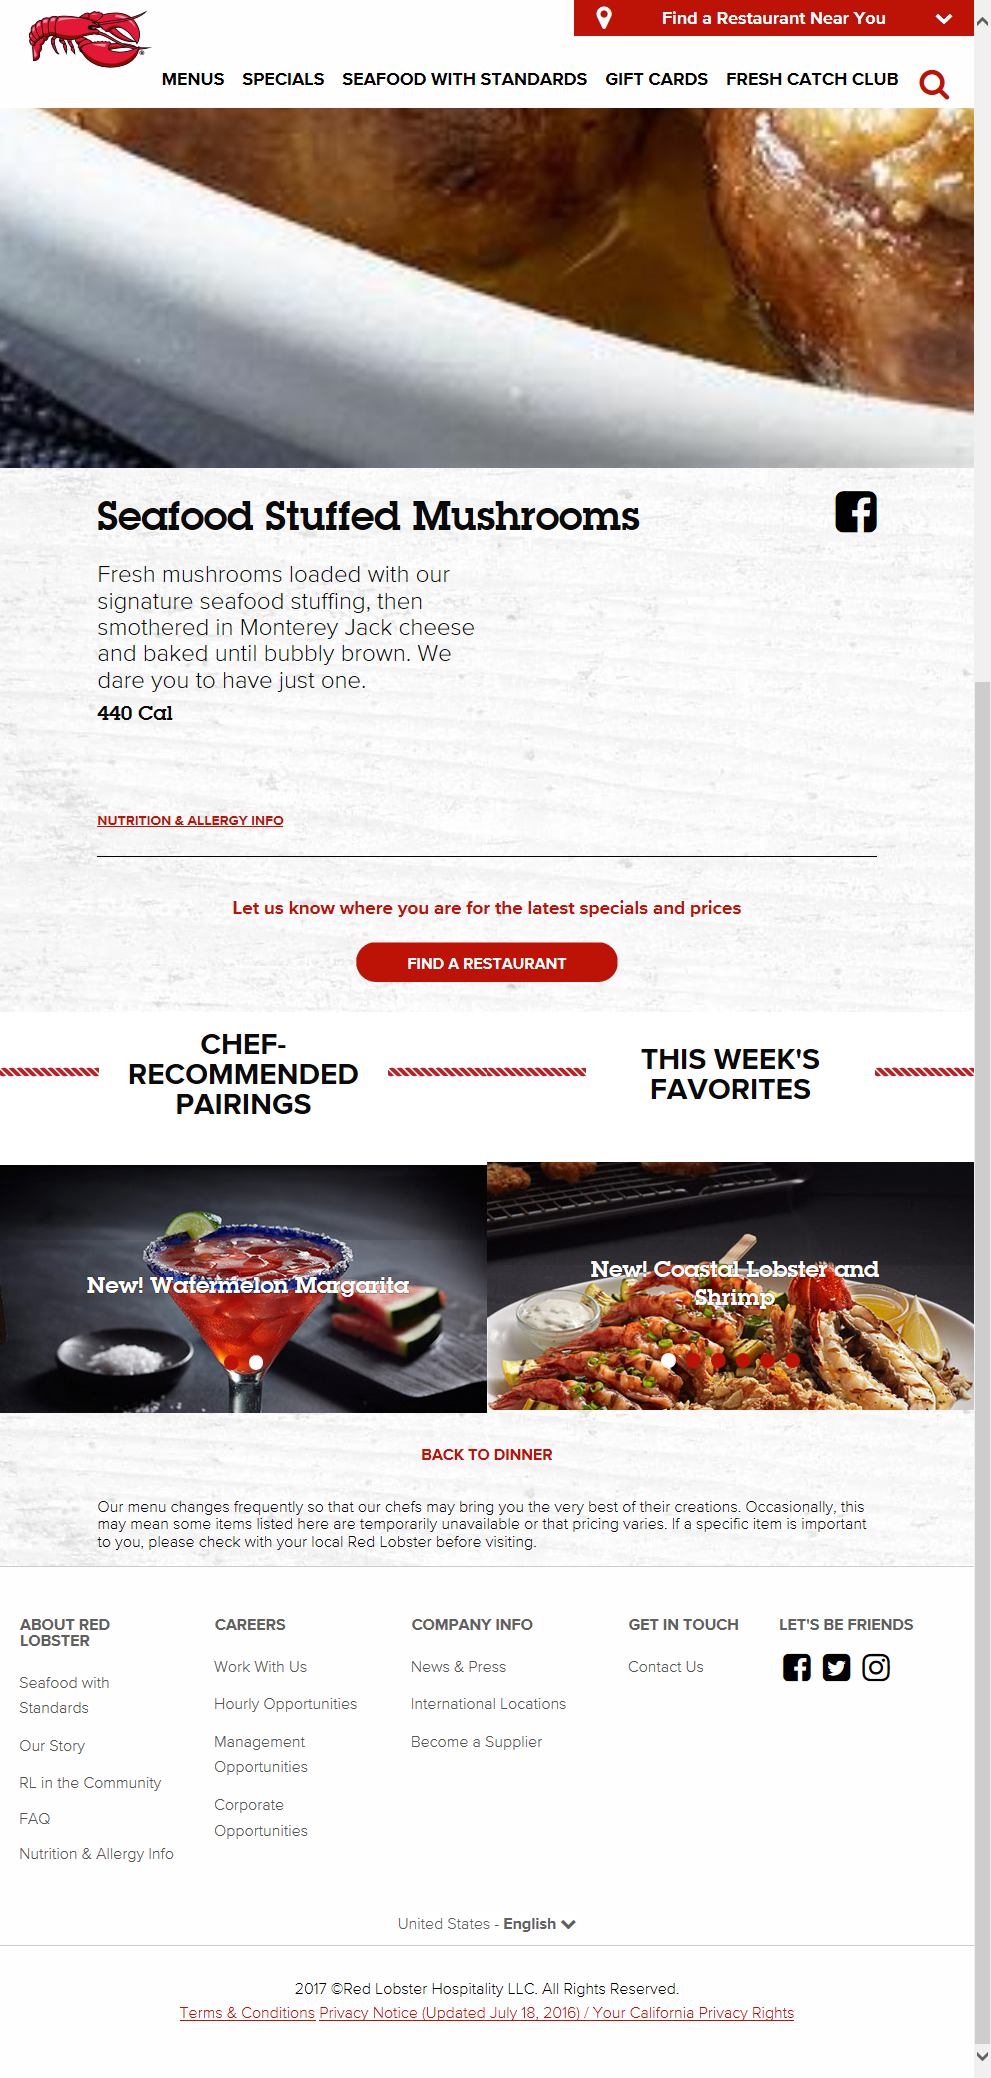 Find a Restaurant Near You
MENUS SPECIALS SEAFOOD WITH STANDARDS GIFT CARDS FRESH CATCH CLUB
Seafood Stuffed Mushrooms
Fresh mushrooms loaded with our
signature seafood stuffing, then
smothered in Monterey Jack cheese
and baked until bubbly brown. We
dare you to have just one.
440 Cal
NUTRITION & ALLERGY INFO
Let us know where you are for the latest specials and prices
FIND A RESTAURANT
CHEF-
RECOMMENDED
PAIRINGS
THIS WEEK'S
FAVORITES
New! Watermelon Margarita
New! Coastal Lobster and
Shrimp
BACK TO DINNER
Our menu changes frequently so that our chefs may bring you the very best of their creations. Occasionally, this
may mean some items listed here are temporarily unavailable or that pricing varies. If a specific item is important
to you, please check with your local Red Lobster before visiting.
ABOUT RED
LOBSTER
Seafood with
Standards
Our Story
RL in the Community
FAQ
Nutrition & Allergy Info
CAREERS
Work With Us
Hourly Opportunities
Management
Opportunities
Corporate
Opportunities
COMPANY INFO
News & Press
International Locations
Become a Supplier
GET IN TOUCH
Contact Us
LET'S BE FRIENDS
United States - English
2017 ©Red Lobster Hospitality LLC. All Rights Reserved.
Terms & Conditions Privacy Notice (Updated July 18, 2016) / Your California Privacy Rights